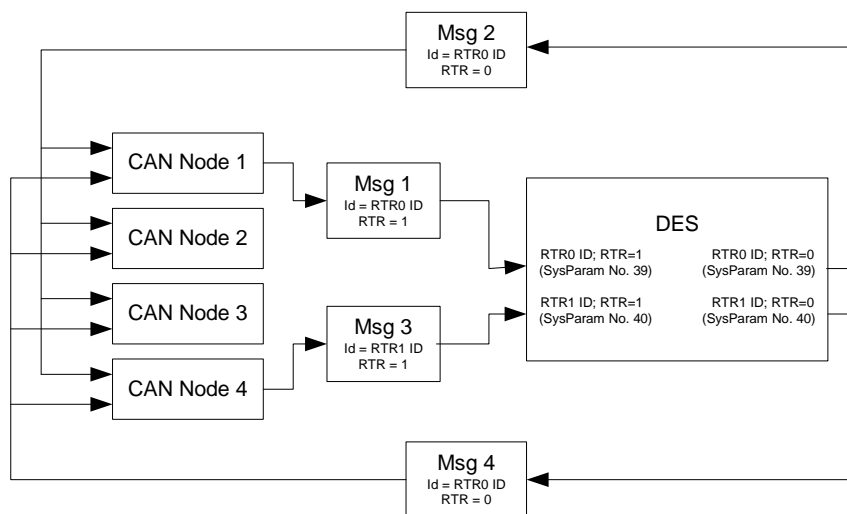 Msg 2
Id = RTR0 ID
RTR = 0
CAN Node 1
Msg 1
Id = RTR0 ID
RTR = 1
CAN Node 2
CAN Node 3
CAN Node 4
Msg 3
Id = RTR1 ID
RTR = 1
DES
RTR0 ID; RTR=1
(SysParam No. 39)
RTR0 ID; RTR=0
(SysParam No. 39)
RTR1 ID; RTR=1
(SysParam No. 40)
RTR1 ID; RTR=0
(SysParam No. 40)
Msg 4
Id = RTR0 ID
RTR = 0